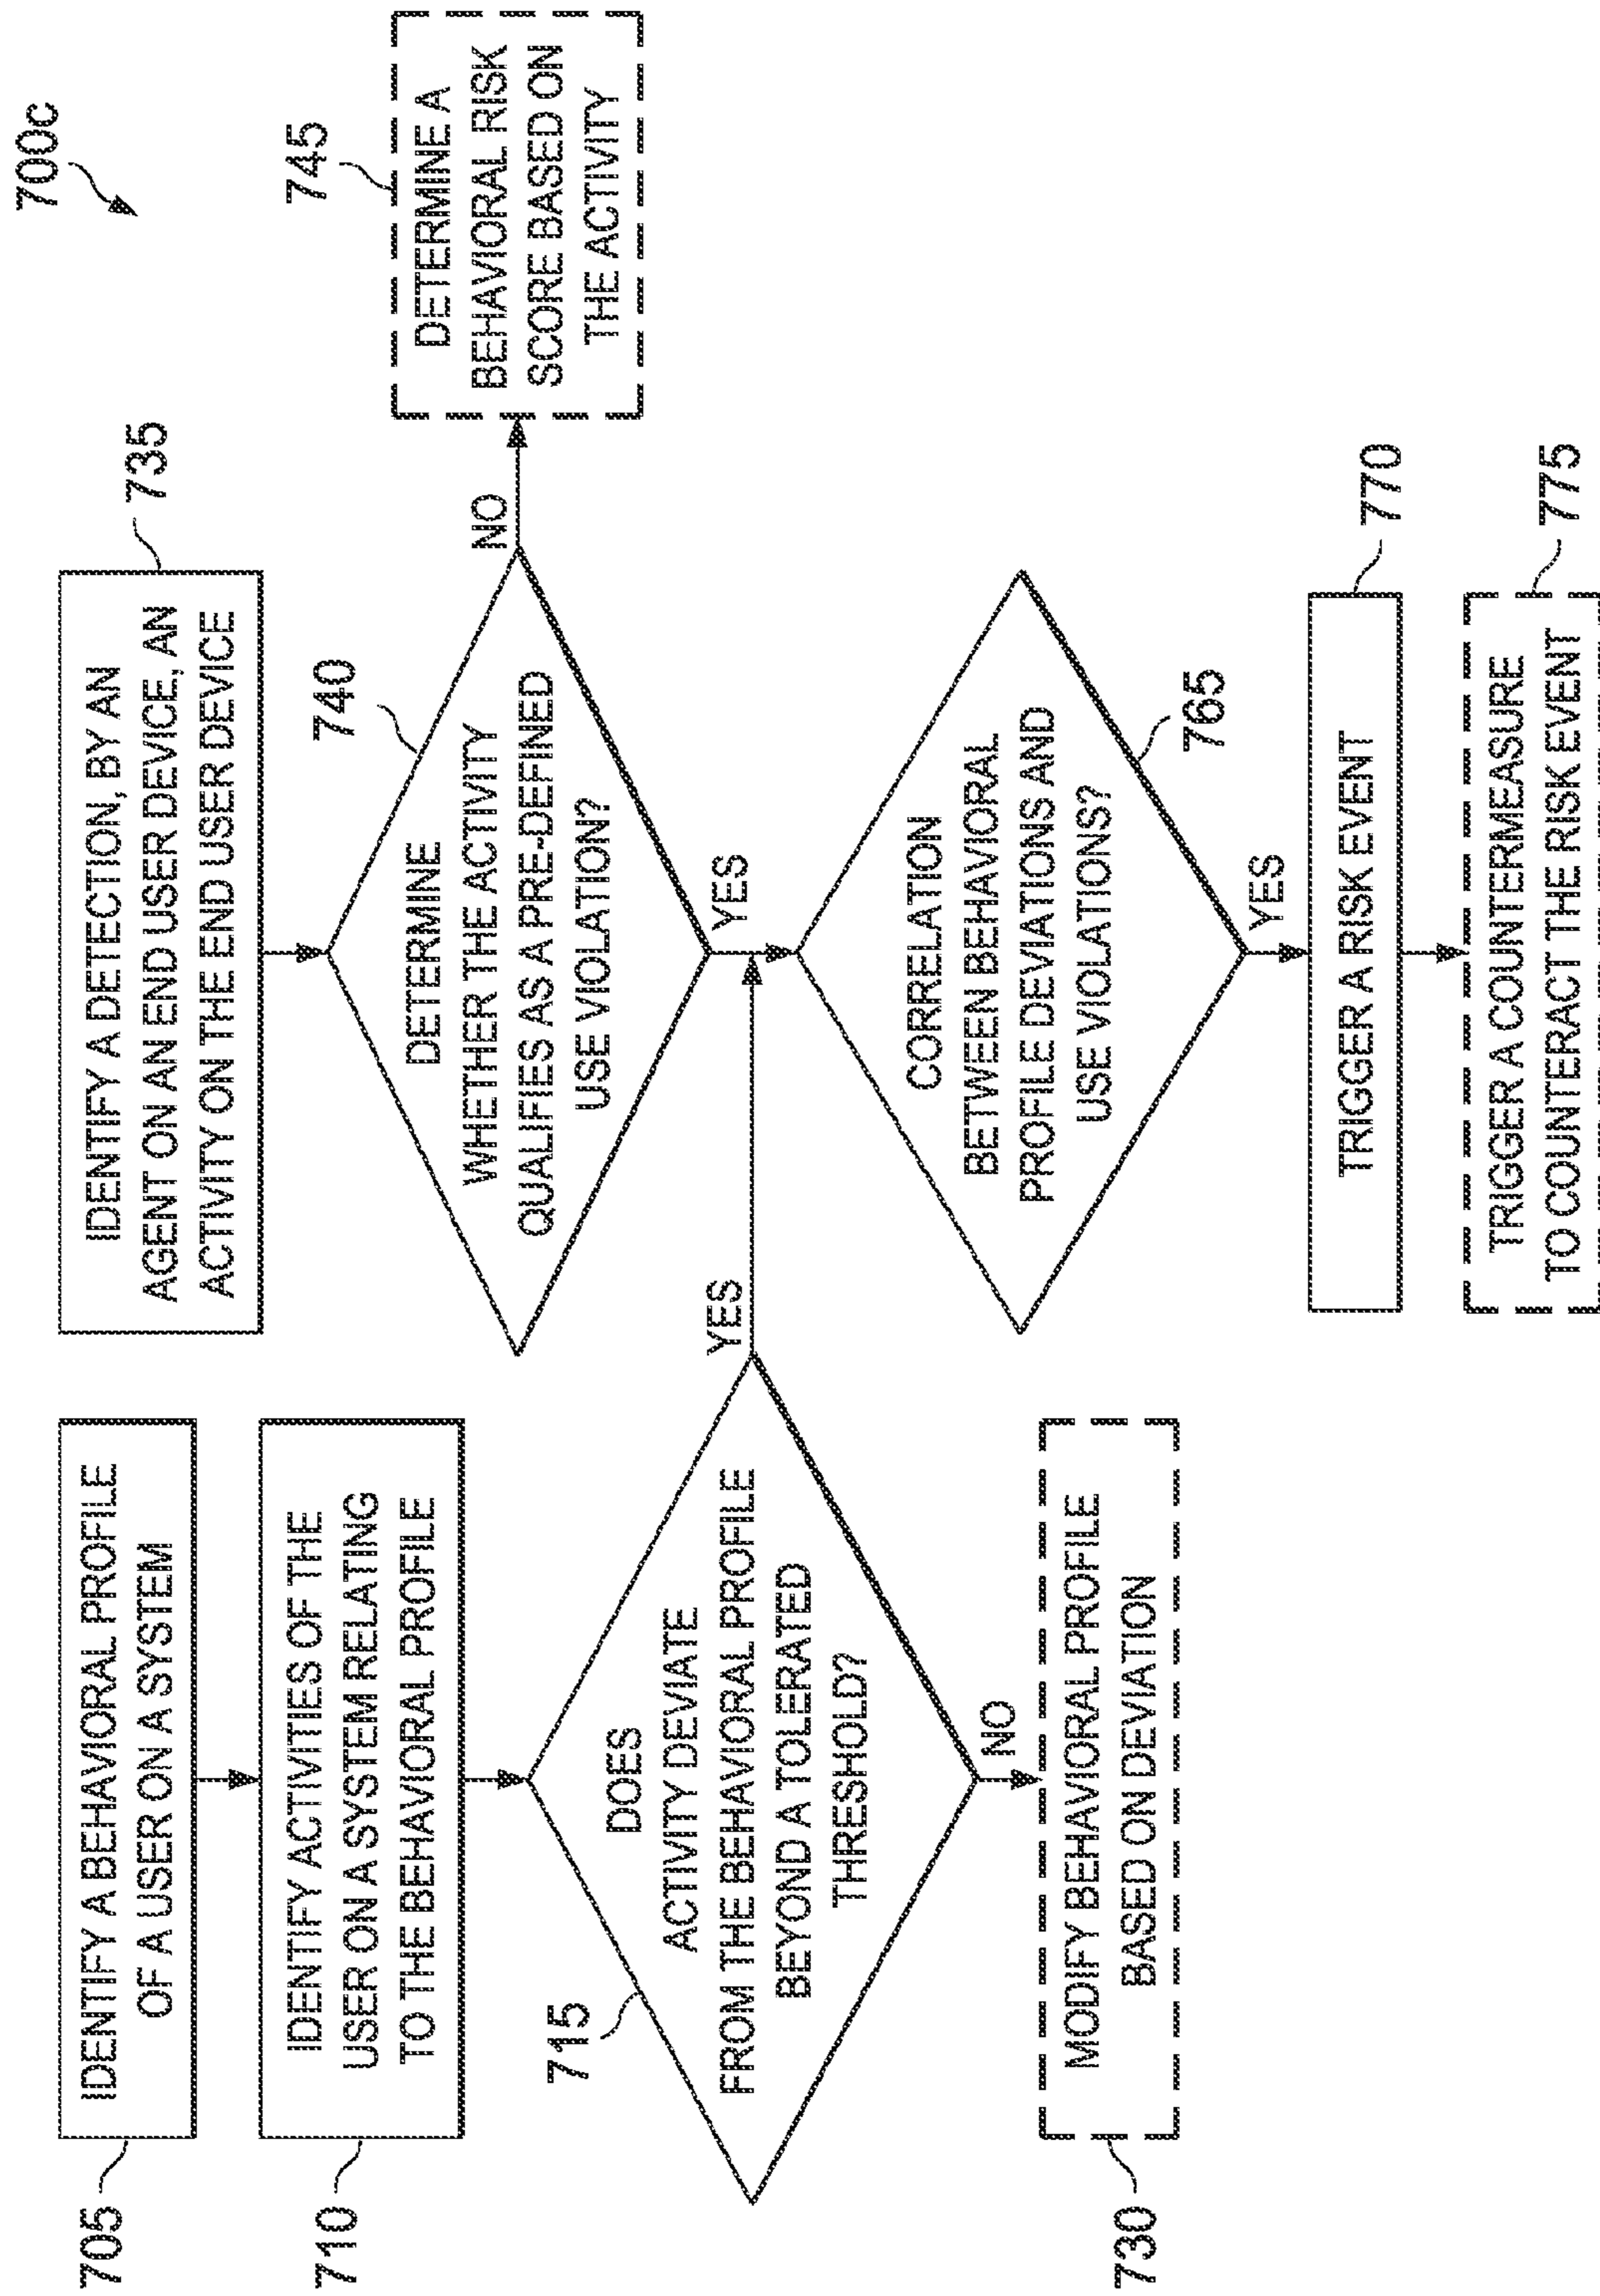 700c
705
IDENTIFY A BEHAVIORAL PROFILE
OF A USER ON A SYSTEM
710
IDENTIFY ACTIVITIES OF THE
USER ON A SYSTEM RELATING
TO THE BEHAVIORAL PROFILE
715
DOES
ACTIVITY DEVIATE
FROM THE BEHAVIORAL PROFILE
BEYOND A TOLERATED
THRESHOLD?
YES
NO
730
MODIFY BEHAVIORAL PROFILE
BASED ON DEVIATION
735
IDENTIFY A DETECTION, BY AN
AGENT ON AN END USER DEVICE, AN
ACTIVITY ON THE END USER DEVICE
740
DETERMINE
WHETHER THE ACTIVITY
QUALIFIES AS A PRE-DEFINED
USE VIOLATION?
NO
745
DETERMINE A
BEHAVIORAL RISK
SCORE BASED ON
THE ACTIVITY
YES
CORRELATION
BETWEEN BEHAVIORAL
PROFILE DEVIATIONS AND
USE VIOLATIONS?
765
YES
770
TRIGGER A RISK EVENT
775
TRIGGER A COUNTERMEASURE
TO COUNTERACT THE RISK EVENT